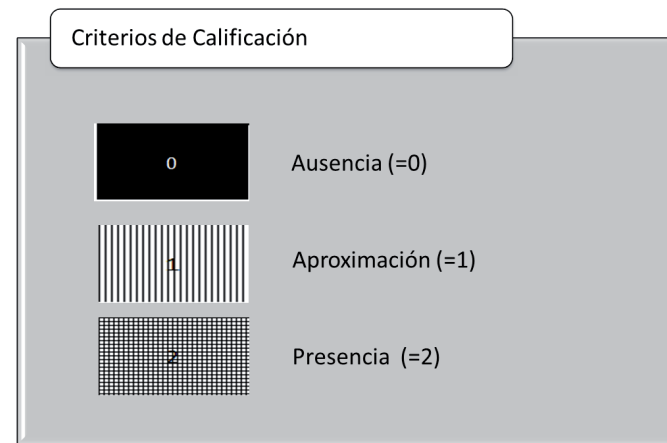 Criterios de Calificación
0 Ausencia (=0)
1 Aproximación (=1)
2 Presencia (=2)